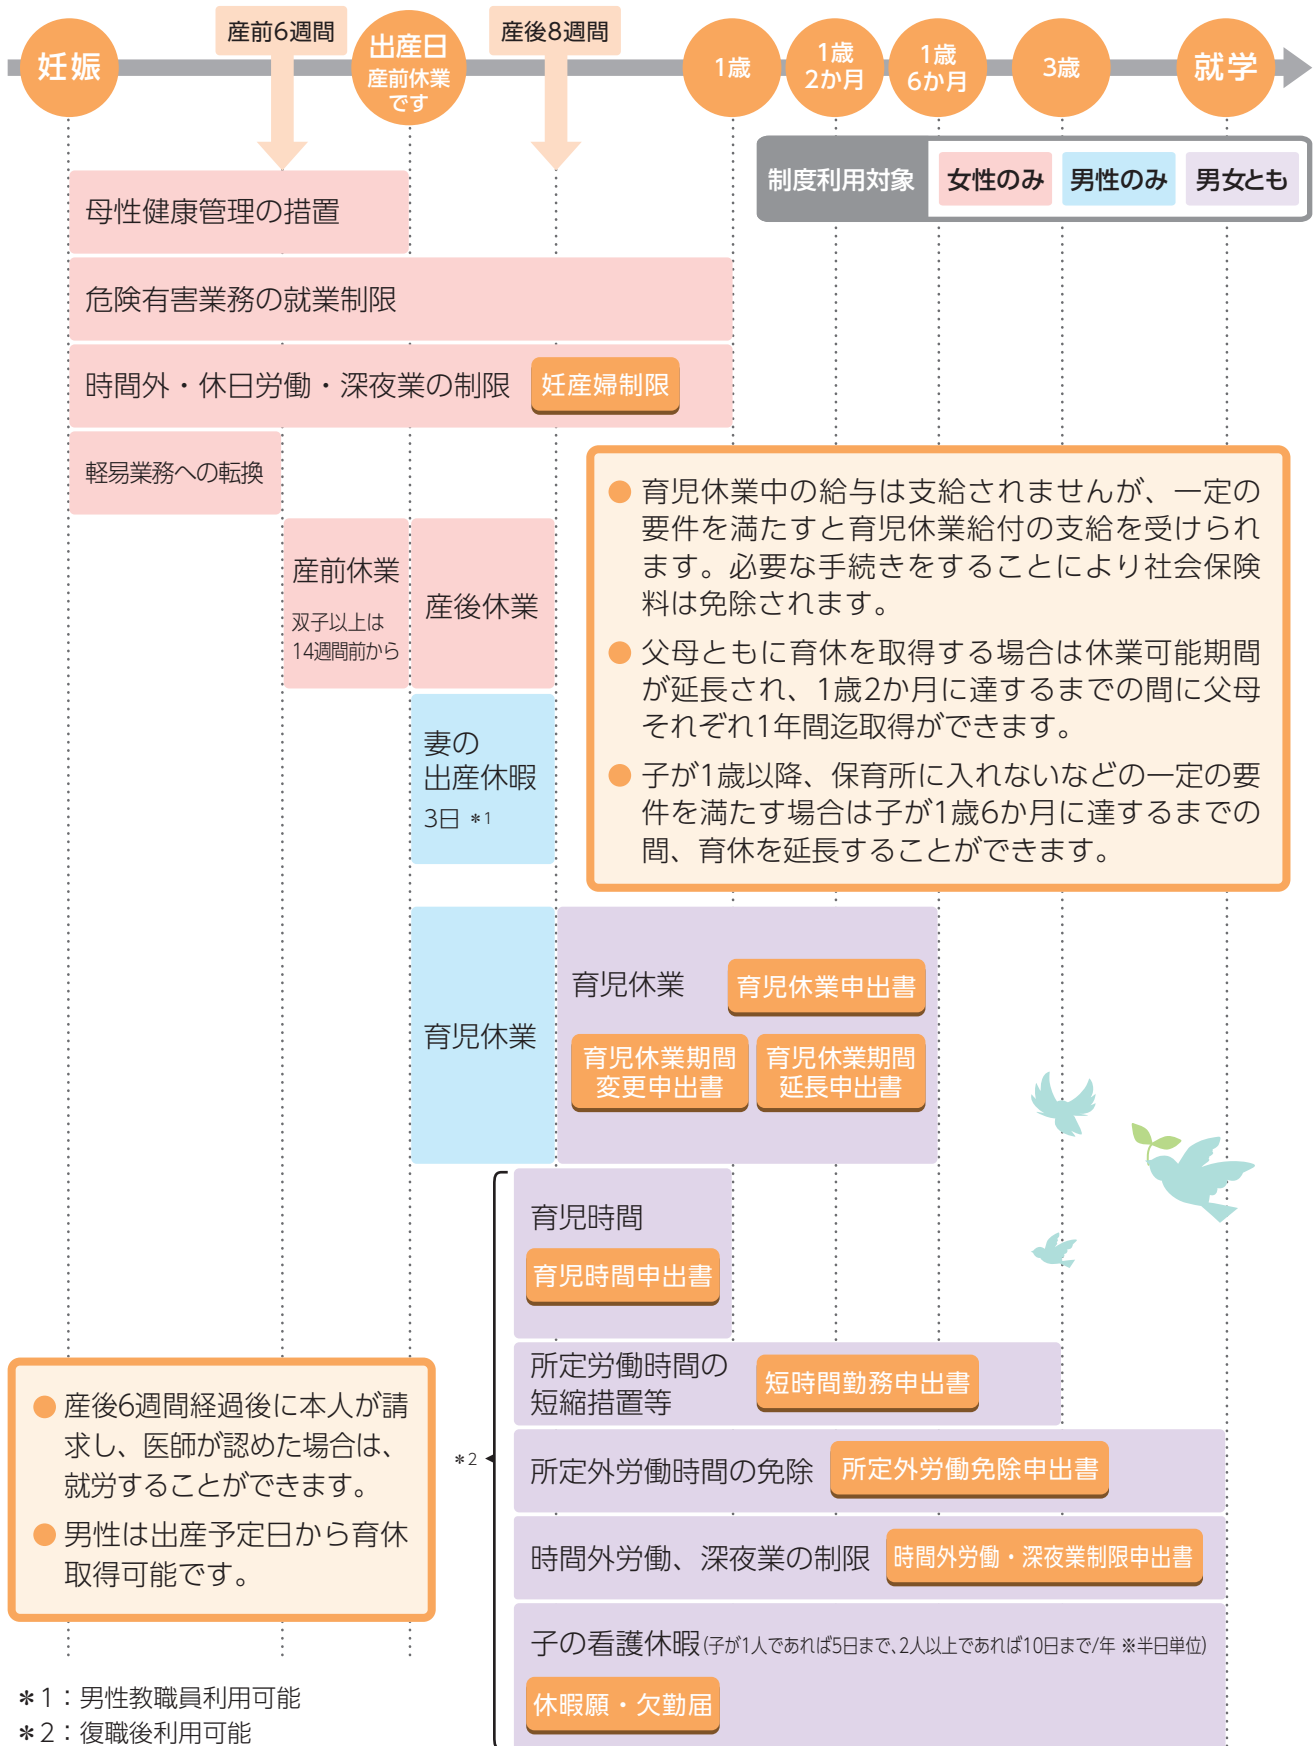 産前6週間
産後8週間
妊娠
出産日
産前休業
です
1歳
1歳
2か月
1歳
6か月
3歳
就学
制度利用対象
女性のみ
男性のみ
男女とも
母性健康管理の措置
危険有害業務の就業制限
時間外・休日労働・深夜業の制限
妊産婦制限
軽易業務への転換
産前休業
双子以上は
14週間前から
産後休業
● 育児休業中の給与は支給されませんが、一定の
要件を満たすと育児休業給付の支給を受けられ
ます。必要な手続きをすることにより社会保険
料は免除されます。
● 父母ともに育休を取得する場合は休業可能期間
が延長され、1歳2か月に達するまでの間に父母
それぞれ1年間迄取得ができます。
● 子が1歳以降、保育所に入れないなどの一定の要
件を満たす場合は子が1歳6か月に達するまでの
間、育休を延長することができます。
妻の
出産休暇
3日 *1
育児休業
育児休業
育児休業申出書
育児休業期間
変更申出書
育児休業期間
延長申出書
育児時間
育児時間申出書
所定労働時間の
短縮措置等
短時間勤務申出書
● 産後6週間経過後に本人が請
求し、医師が認めた場合は、
就労することができます。
● 男性は出産予定日から育休
取得可能です。
*2
所定外労働時間の免除
所定外労働免除申出書
時間外労働、深夜業の制限
時間外労働・深夜業制限申出書
子の看護休暇(子が1人であれば5日まで、2人以上であれば10日まで/年 ※半日単位)
休暇願・欠勤届
*1：男性教職員利用可能
*2：復職後利用可能